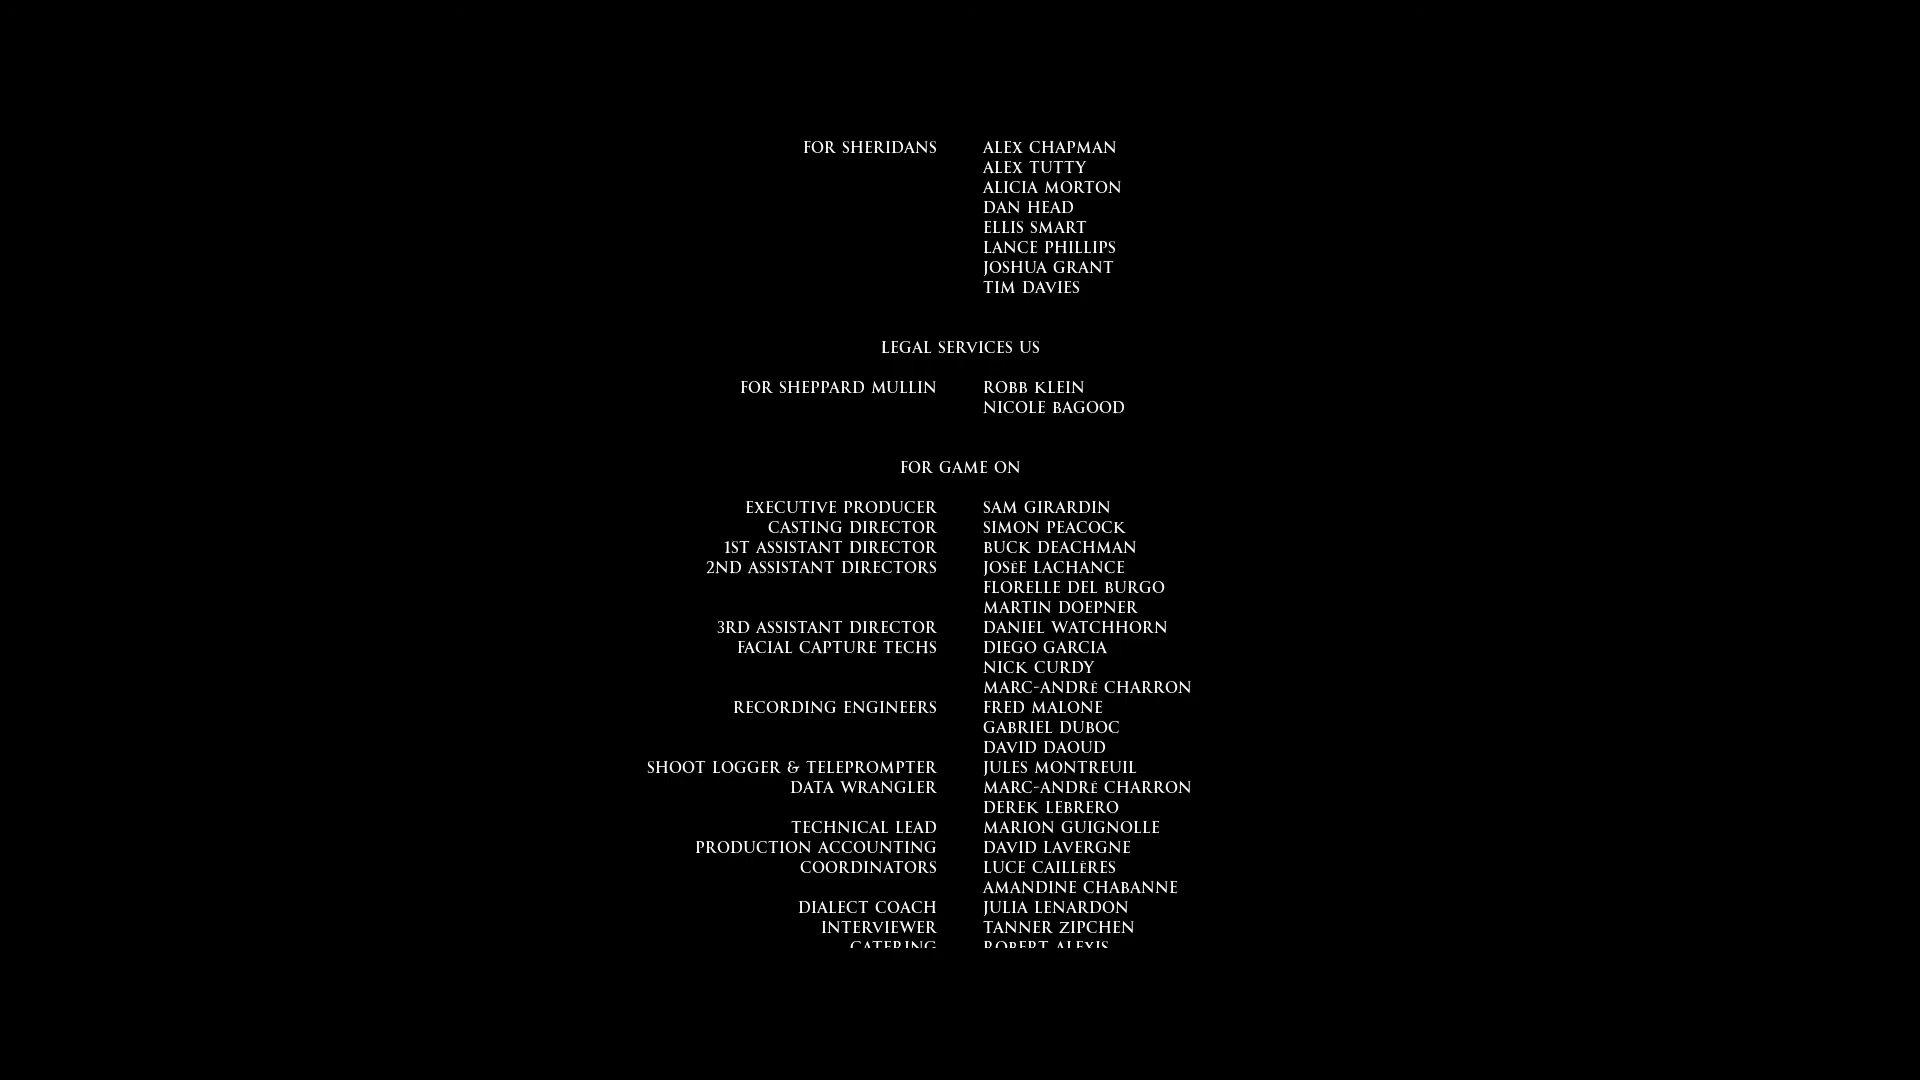 FOR SHERIDANS ALEX CHAPMAN
ALEX TUTTY
ALICIA MORTON
DAN HEAD
ELLIS SMART
LANCE PHILLIPS
JOSHUA GRANT
TIM DAVIES
LEGAL SERVICES US
FOR SHEPPARD MULLIN ROBB KLEIN
NICOLE BAGOOD
FOR GAME ON
EXECUTIVE PRODUCER SAM GIRARDIN
CASTING DIRECTOR SIMON PEACOCK
1ST ASSISTANT DIRECTOR BUCK DEACHMAN
2ND ASSISTANT DIRECTORS JOSÉE LACHANCE
FLORELLE DEL BURGO
MARTIN DOEPNER
3RD ASSISTANT DIRECTOR DANIEL WATCHHORN
FACIAL CAPTURE TECHS DIEGO GARCIA
NICK CURDY
MARC-ANDRÉ CHARRON
RECORDING ENGINEERS FRED MALONE
GABRIEL DUBOC
DAVID DAOUD
SHOOT LOGGER & TELEPROMPTER JULES MONTREUIL
DATA WRANGLER MARC-ANDRÉ CHARRON
DEREK LEBRERO
TECHNICAL LEAD MARION GUIGNOLLE
PRODUCTION ACCOUNTING DAVID LAVERGNE
COORDINATORS LUCE CAILLÈRES
AMANDINE CHABANNE
DIALECT COACH JULIA LENARDON
INTERVIEWER TANNER ZIPCHEN
CATERING ROBERT ALEXIS